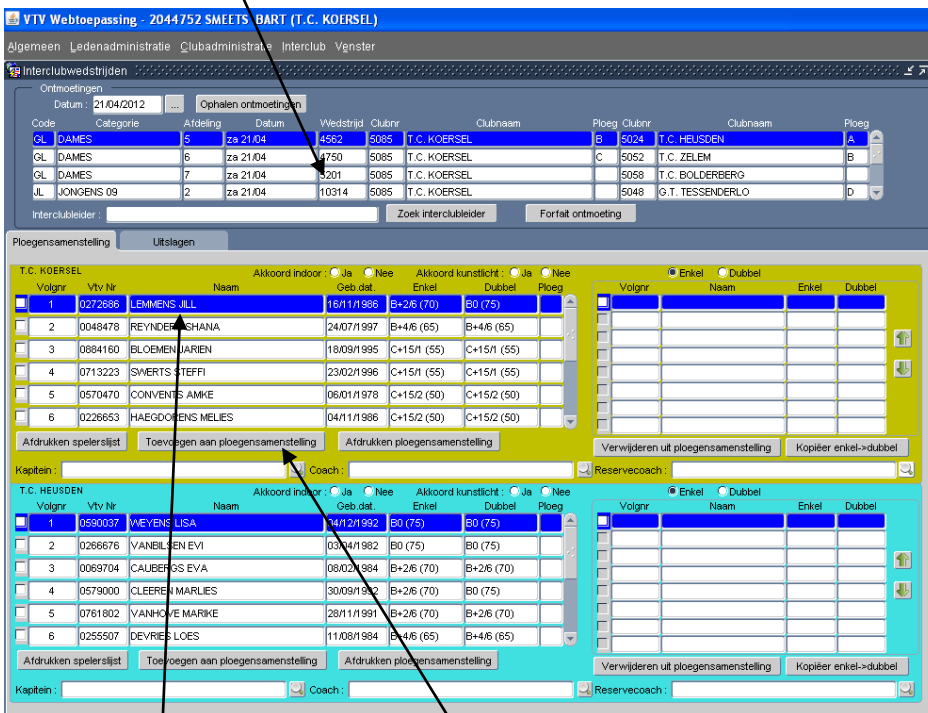 VTV Webtoepassing - 2044752 SMEETS BART (T.C. KOERSEL)
Algemeen Ledenadministratie Clubadministratie Interclub Venster
Interclubwedstrijden
Ontmoetingen
Datum : 21/04/2012 ... Ophalen ontmoetingen
Code Categorie Afdeling Datum Wedstrijd Clubnr Clubnaam Ploeg Clubnr Clubnaam Ploeg
GL DAMES 5 za 21/04 4562 5085 T.C. KOERSEL B 5024 T.C. HEUSDEN A
GL DAMES 6 za 21/04 4750 5085 T.C. KOERSEL C 5052 T.C. ZELEM B
GL DAMES 7 za 21/04 5201 5085 T.C. KOERSEL 5058 T.C. BOLDERBERG
JL JONGENS 09 2 za 21/04 10314 5085 T.C. KOERSEL 5048 G.T. TESSENDERLO D
Interclubleider : Zoek interclubleider Forfait ontmoeting
Ploegensamenstelling Uitslagen
T.C. KOERSEL Akkoord indoor : Ja Nee Akkoord kunstlicht : Ja Nee Enkel Dubbel
Volgnr Vtv Nr Naam Geb.dat. Enkel Dubbel Ploeg Volgnr Naam Enkel Dubbel
1 0272686 LEMMENS JILL 16/11/1986 B+2/6 (70) B0 (75)
2 0048478 REYNDERS SHANA 24/07/1997 B+4/6 (65) B+4/6 (65)
3 0884160 BLOEMEN JARIEN 18/09/1995 C+15/1 (55) C+15/1 (55)
4 0713223 SWERTS STEFFI 23/02/1996 C+15/1 (55) C+15/1 (55)
5 0570470 CONVENTS AMKE 06/01/1978 C+15/2 (50) C+15/2 (50)
6 0226653 HAEGDORENS MELIES 04/11/1986 C+15/2 (50) C+15/2 (50)
Afdrukken spelerslijst Toevoegen aan ploegensamenstelling Afdrukken ploegensamenstelling Verwijderen uit ploegensamenstelling Kopiëer enkel->dubbel
Kapitein : Coach : Reservecoach :
T.C. HEUSDEN Akkoord indoor : Ja Nee Akkoord kunstlicht : Ja Nee Enkel Dubbel
Volgnr Vtv Nr Naam Geb.dat. Enkel Dubbel Ploeg Volgnr Naam Enkel Dubbel
1 0590037 WEYENS LISA 04/12/1992 B0 (75) B0 (75)
2 0266676 VANBILSEN EVI 03/04/1982 B0 (75) B0 (75)
3 0069704 CAUBERGS EVA 08/02/1984 B+2/6 (70) B+2/6 (70)
4 0579000 CLEEREN MARLIES 30/09/1992 B+2/6 (70) B0 (75)
5 0761802 VANHOVE MARIKE 28/11/1991 B+2/6 (70) B+2/6 (70)
6 0255507 DEVRIES LOES 11/08/1984 B+4/6 (65) B+4/6 (65)
Afdrukken spelerslijst Toevoegen aan ploegensamenstelling Afdrukken ploegensamenstelling Verwijderen uit ploegensamenstelling Kopiëer enkel->dubbel
Kapitein : Coach : Reservecoach :